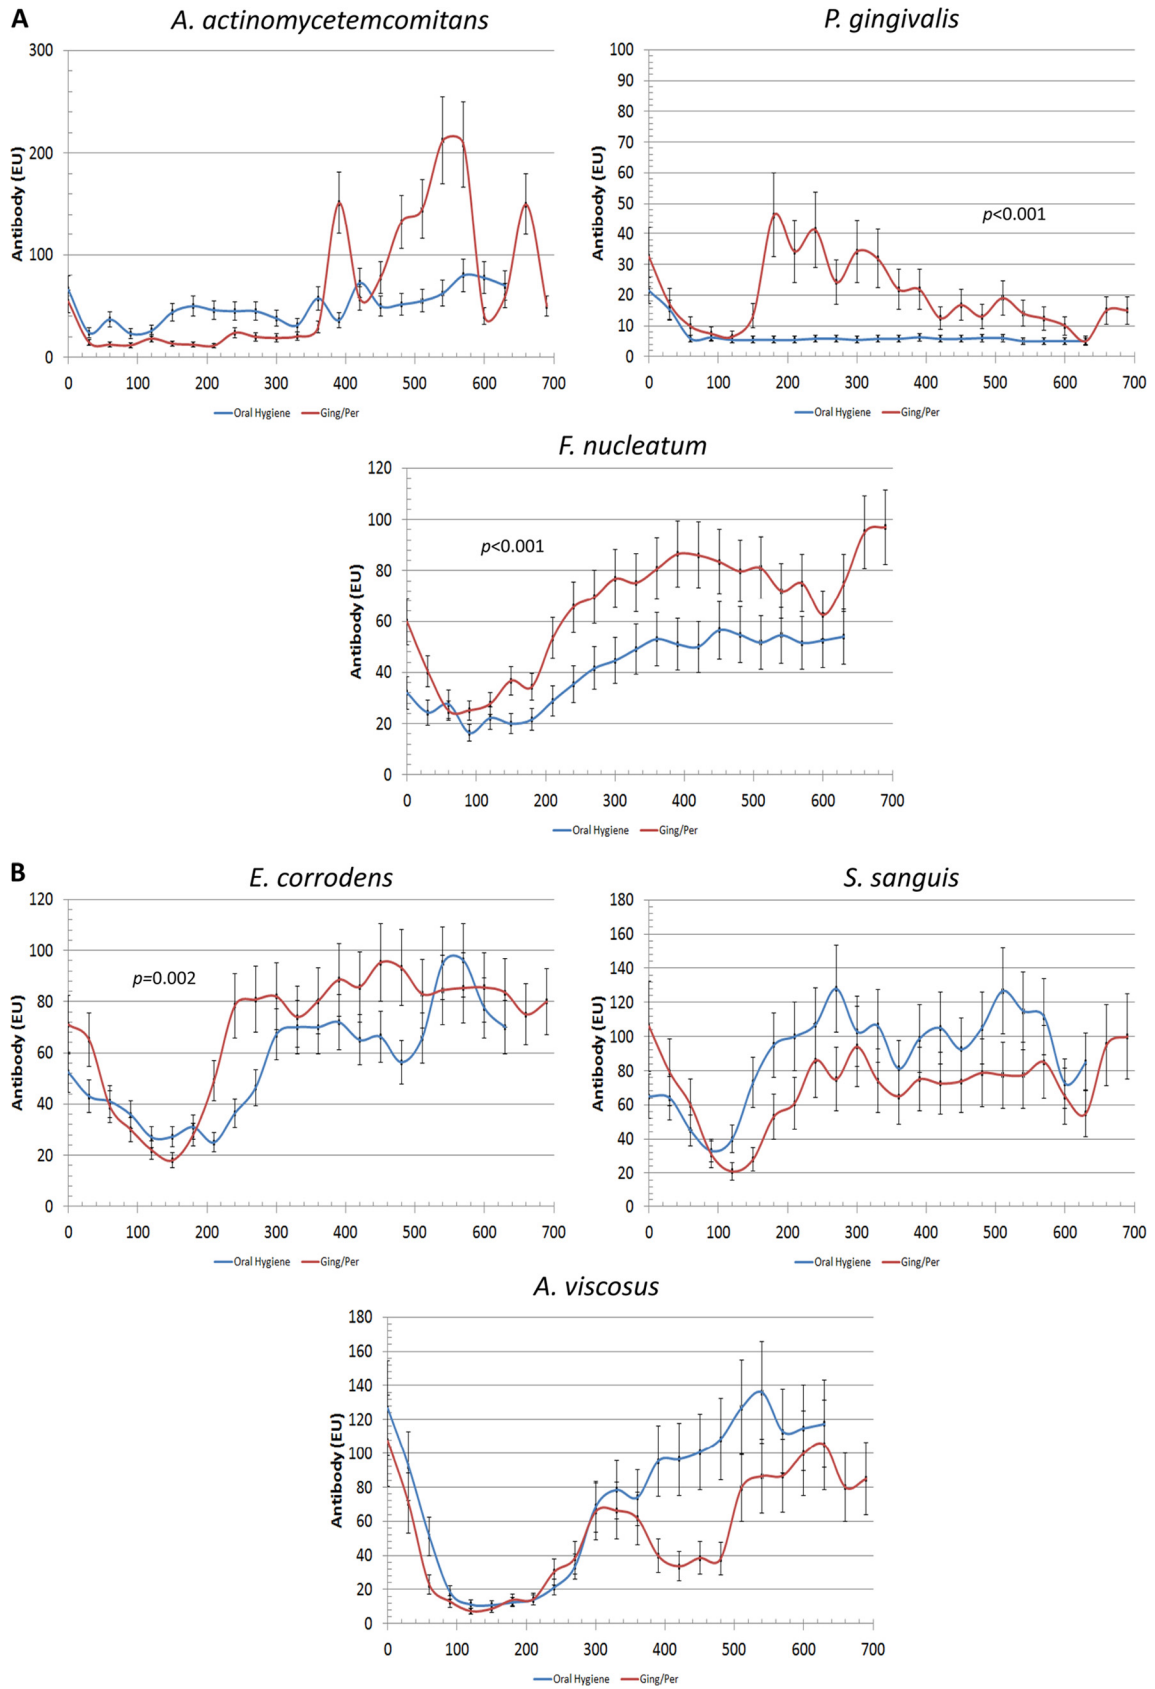 A
A. actinomycetemcomitans
Antibody (EU)
300
200
100
0
0 100 200 300 400 500 600 700
Oral Hygiene Ging/Per
P. gingivalis
Antibody (EU)
100
90
80
70
60
50
40
30
20
10
0
p<0.001
0 100 200 300 400 500 600 700
Oral Hygiene Ging/Per
F. nucleatum
Antibody (EU)
120
100
80
60
40
20
0
p<0.001
0 100 200 300 400 500 600 700
Oral Hygiene Ging/Per
B
E. corrodens
Antibody (EU)
120
100
80
60
40
20
0
p=0.002
0 100 200 300 400 500 600 700
Oral Hygiene Ging/Per
S. sanguis
Antibody (EU)
180
160
140
120
100
80
60
40
20
0
0 100 200 300 400 500 600 700
Oral Hygiene Ging/Per
A. viscosus
Antibody (EU)
180
160
140
120
100
80
60
40
20
0
0 100 200 300 400 500 600 700
Oral Hygiene Ging/Per